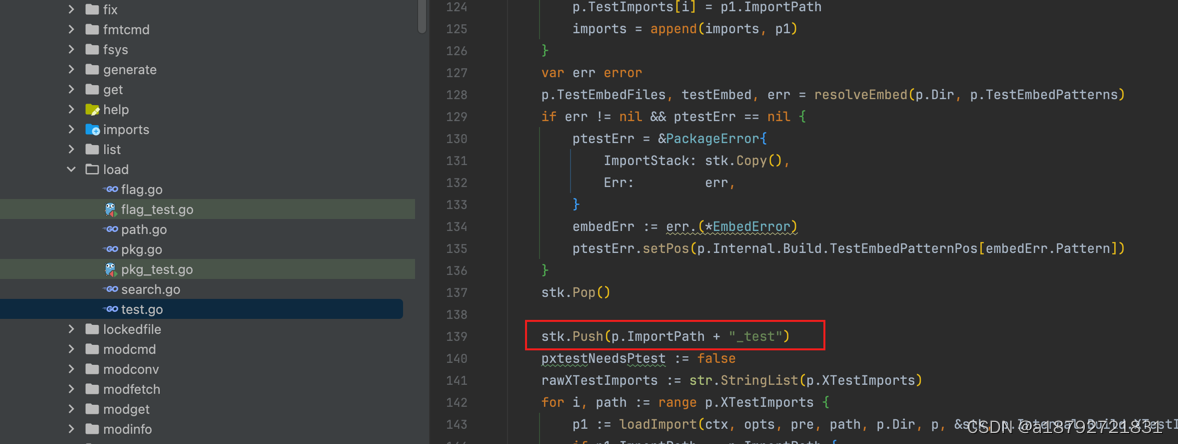 fix
fmtcmd
fsys
generate
get
help
imports
list
load
flag.go
flag_test.go
path.go
pkg.go
pkg_test.go
search.go
test.go
lockedfile
modcmd
modconv
modfetch
modget
modinfo
124 p.TestImports[i] = p1.ImportPath
125 imports = append(imports, p1)
126 }
127 var err error
128 p.TestEmbedFiles, testEmbed, err = resolveEmbed(p.Dir, p.TestEmbedPatterns)
129 if err != nil && ptestErr == nil {
130 ptestErr = &PackageError{
131 ImportStack: stk.Copy(),
132 Err: err,
133 }
134 embedErr := err.(*EmbedError)
135 ptestErr.setPos(p.Internal.Build.TestEmbedPatternPos[embedErr.Pattern])
136 }
137 stk.Pop()
138
139 stk.Push(p.ImportPath + "_test")
140 pxtestNeedsPtest := false
141 rawXTestImports := str.StringList(p.XTestImports)
142 for i, path := range p.XTestImports {
143 p1 := loadImport(ctx, opts, pre, path, p.Dir, p, &stk, p.Internal.Build.XTestI
CSDN @a18792721831